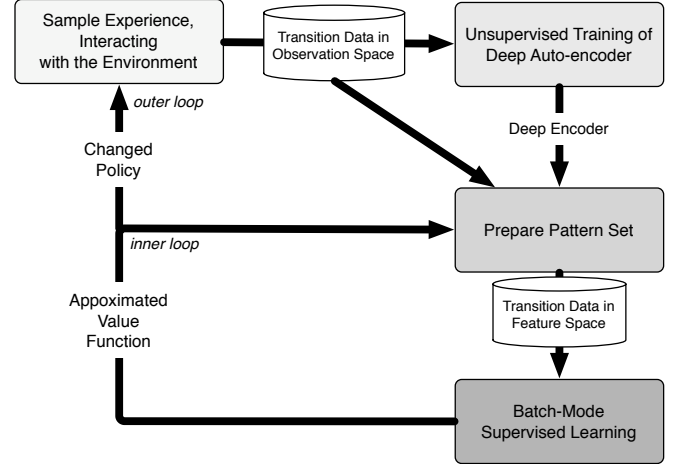 Sample Experience,
Interacting
with the Environment
Transition Data in
Observation Space
Unsupervised Training of
Deep Auto-encoder
outer loop
Deep Encoder
Changed
Policy
Prepare Pattern Set
inner loop
Appoximated
Value
Function
Transition Data in
Feature Space
Batch-Mode
Supervised Learning